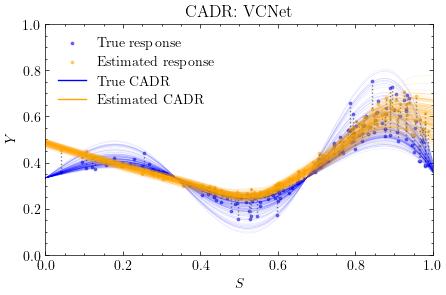 CADR: VCNet
True response
Estimated response
True CADR
Estimated CADR
Y
1.0
0.8
0.6
0.4
0.2
0.0
0.0 0.2 0.4 0.6 0.8 1.0
S